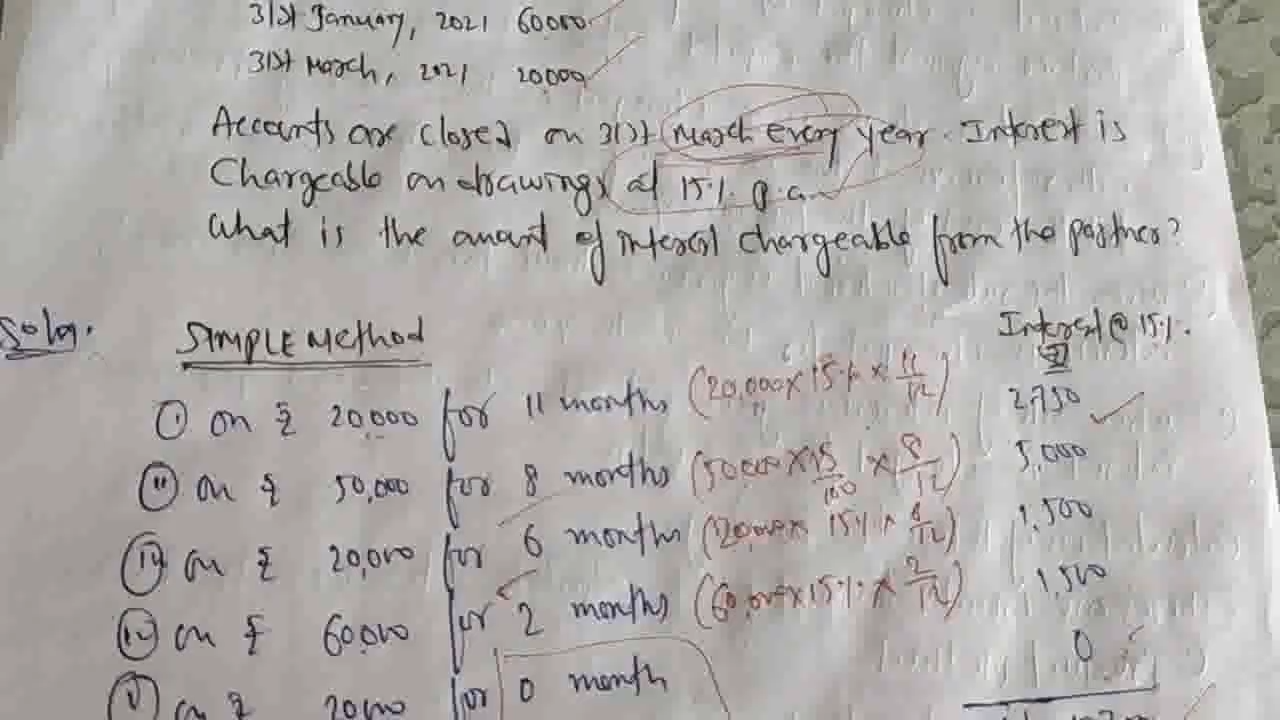 31st January, 2021 60,000
31st March, 2021 20,000
Accounts are closed on 31st March every year. Interest is
Chargeable on drawings at 15% p.a.
What is the amount of interest chargeable from the partner?
Soln.
SIMPLE METHOD
Interest @ 15%.
(i) on ₹ 20,000 for 11 months (20,000 x 15% x 11/12) 2,750
(ii) on ₹ 50,000 for 8 months (50,000 x 15/100 x 8/12) 5,000
(iii) on ₹ 20,000 for 6 months (20,000 x 15% x 6/12) 1,500
(iv) on ₹ 60,000 for 2 months (60,000 x 15% x 2/12) 1,500
(v) on ₹ 20,000 for 0 month 0